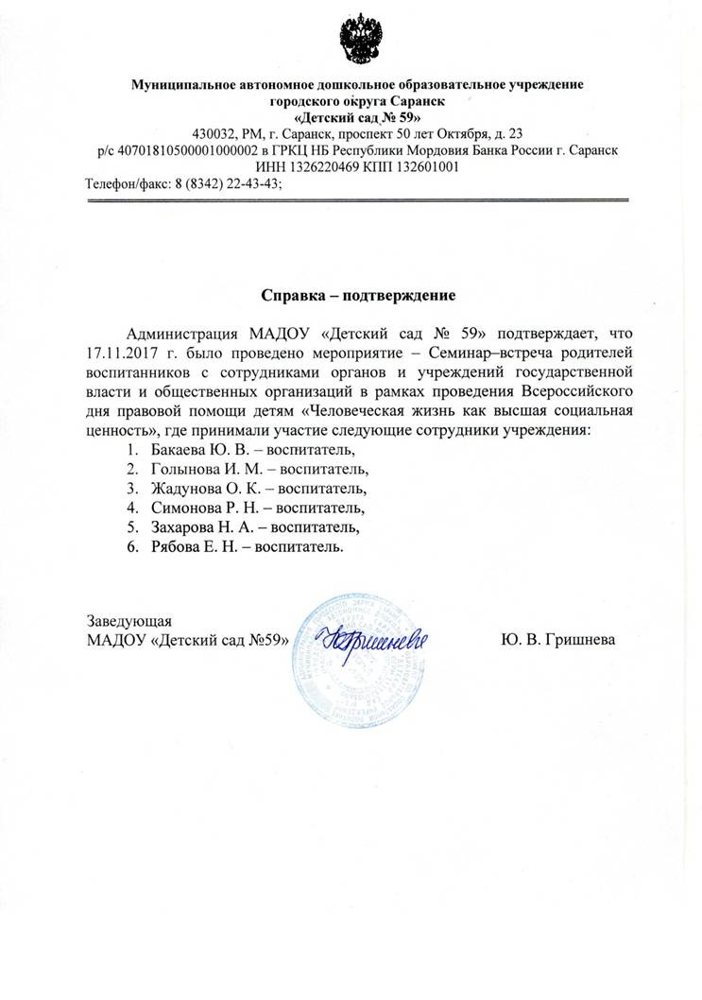 Муниципальное автономное дошкольное образовательное учреждение
городского округа Саранск
«Детский сад № 59»
430032, РМ, г. Саранск, проспект 50 лет Октября, д. 23
р/с 40701810500001000002 в ГРКЦ НБ Республики Мордовия Банка России г. Саранск
ИНН 1326220469 КПП 132601001
Телефон/факс: 8 (8342) 22-43-43;
Справка – подтверждение
Администрация МАДОУ «Детский сад № 59» подтверждает, что
17.11.2017 г. было проведено мероприятие – Семинар–встреча родителей
воспитанников с сотрудниками органов и учреждений государственной
власти и общественных организаций в рамках проведения Всероссийского
дня правовой помощи детям «Человеческая жизнь как высшая социальная
ценность», где принимали участие следующие сотрудники учреждения:
1. Бакаева Ю. В. – воспитатель,
2. Голынова И. М. – воспитатель,
3. Жадунова О. К. – воспитатель,
4. Симонова Р. Н. – воспитатель,
5. Захарова Н. А. – воспитатель,
6. Рябова Е. Н. – воспитатель.
Заведующая
МАДОУ «Детский сад №59» Ю. В. Гришнева